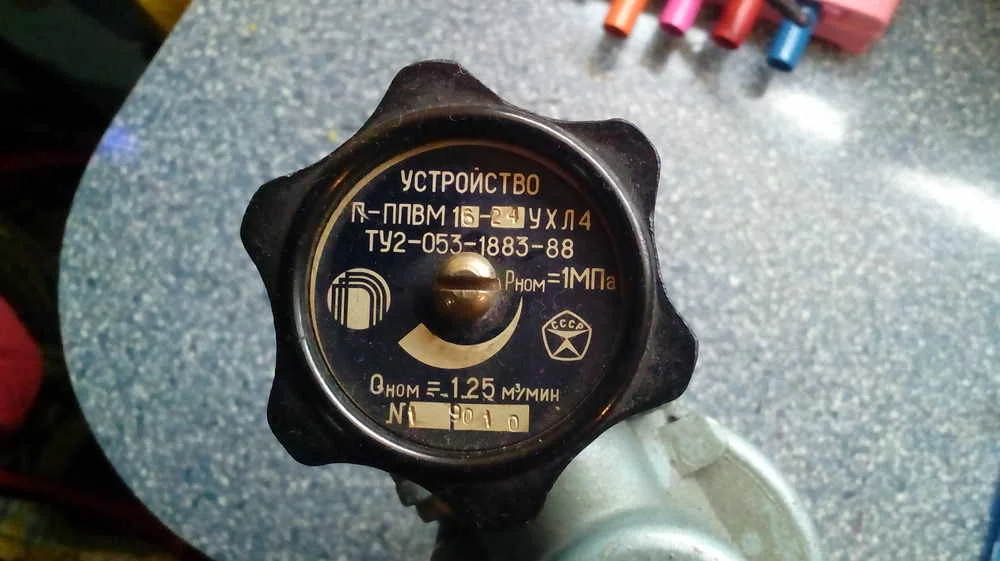 УСТРОЙСТВО
П-ППВМ 16-24 УХЛ4
ТУ2-053-1883-88
Pном=1МПа
СССР
Qном=1.25 м³/мин
N 9010